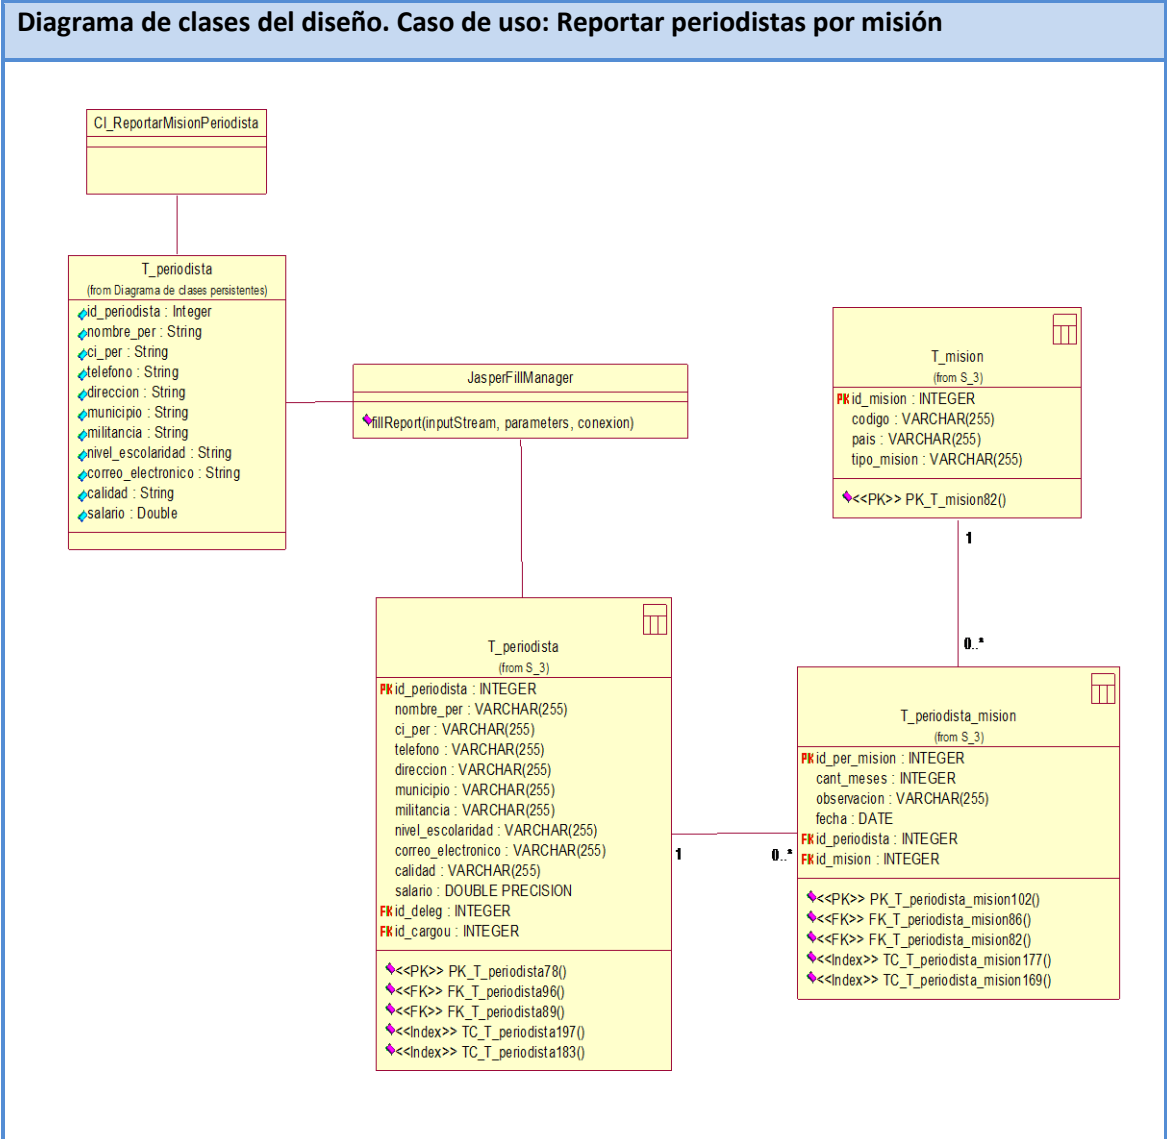 Diagrama de clases del diseño. Caso de uso: Reportar periodistas por misión
CI_ReportarMisionPeriodista
T_periodista
(from Diagrama de clases persistentes)
id_periodista : Integer
nombre_per : String
ci_per : String
telefono : String
direccion : String
municipio : String
militancia : String
nivel_escolaridad : String
correo_electronico : String
calidad : String
salario : Double
JasperFillManager
fillReport(inputStream, parameters, conexion)
T_mision
(from S_3)
PK id_mision : INTEGER
codigo : VARCHAR(255)
pais : VARCHAR(255)
tipo_mision : VARCHAR(255)
<<PK>> PK_T_mision82()
1
0..*
T_periodista
(from S_3)
PK id_periodista : INTEGER
nombre_per : VARCHAR(255)
ci_per : VARCHAR(255)
telefono : VARCHAR(255)
direccion : VARCHAR(255)
municipio : VARCHAR(255)
militancia : VARCHAR(255)
nivel_escolaridad : VARCHAR(255)
correo_electronico : VARCHAR(255)
calidad : VARCHAR(255)
salario : DOUBLE PRECISION
FK id_deleg : INTEGER
FK id_cargou : INTEGER
<<PK>> PK_T_periodista78()
<<FK>> FK_T_periodista96()
<<FK>> FK_T_periodista89()
<<Index>> TC_T_periodista197()
<<Index>> TC_T_periodista183()
1
0..*
T_periodista_mision
(from S_3)
PK id_per_mision : INTEGER
cant_meses : INTEGER
observacion : VARCHAR(255)
fecha : DATE
FK id_periodista : INTEGER
FK id_mision : INTEGER
<<PK>> PK_T_periodista_mision102()
<<FK>> FK_T_periodista_mision86()
<<FK>> FK_T_periodista_mision82()
<<Index>> TC_T_periodista_mision177()
<<Index>> TC_T_periodista_mision169()